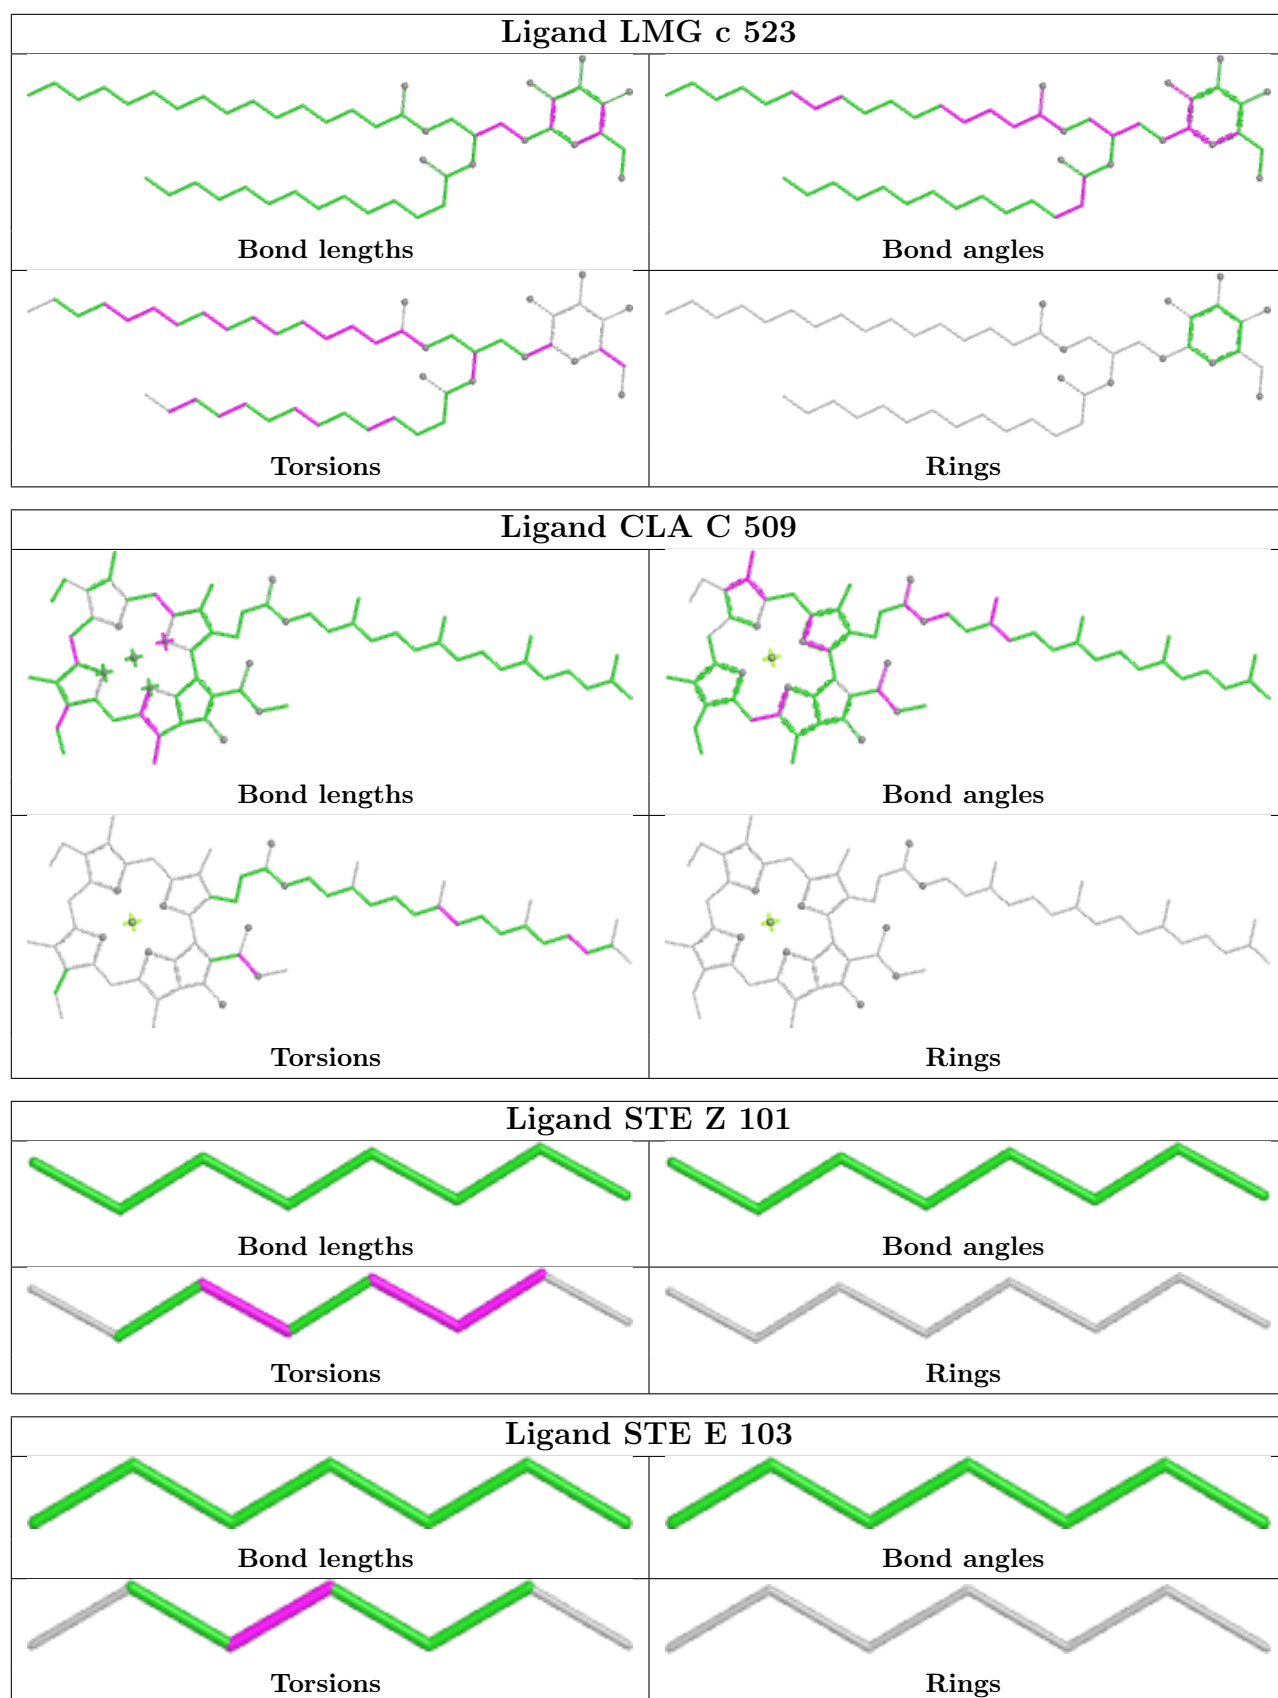 Ligand LMG c 523
Bond lengths Bond angles
Torsions Rings
Ligand CLA C 509
Bond lengths Bond angles
Torsions Rings
Ligand STE Z 101
Bond lengths Bond angles
Torsions Rings
Ligand STE E 103
Bond lengths Bond angles
Torsions Rings